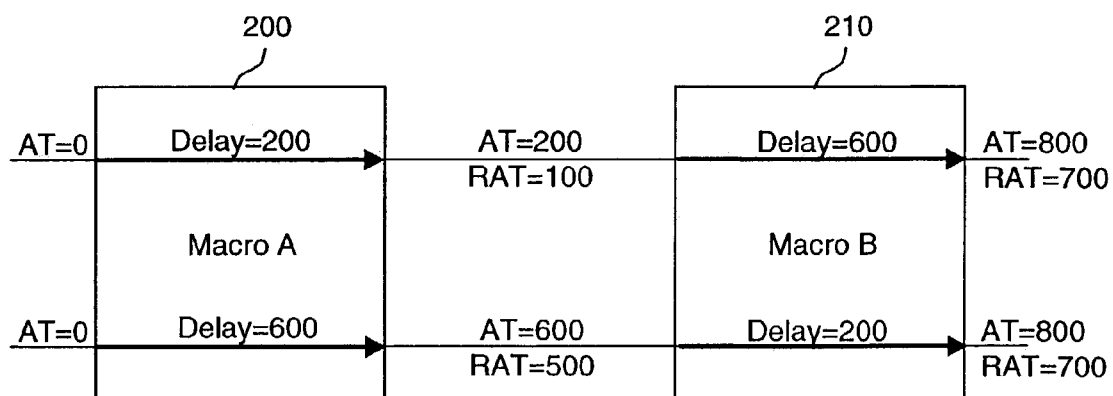 200
210
AT=0
Delay=200
AT=200
RAT=100
Delay=600
AT=800
RAT=700
Macro A
Macro B
AT=0
Delay=600
AT=600
RAT=500
Delay=200
AT=800
RAT=700